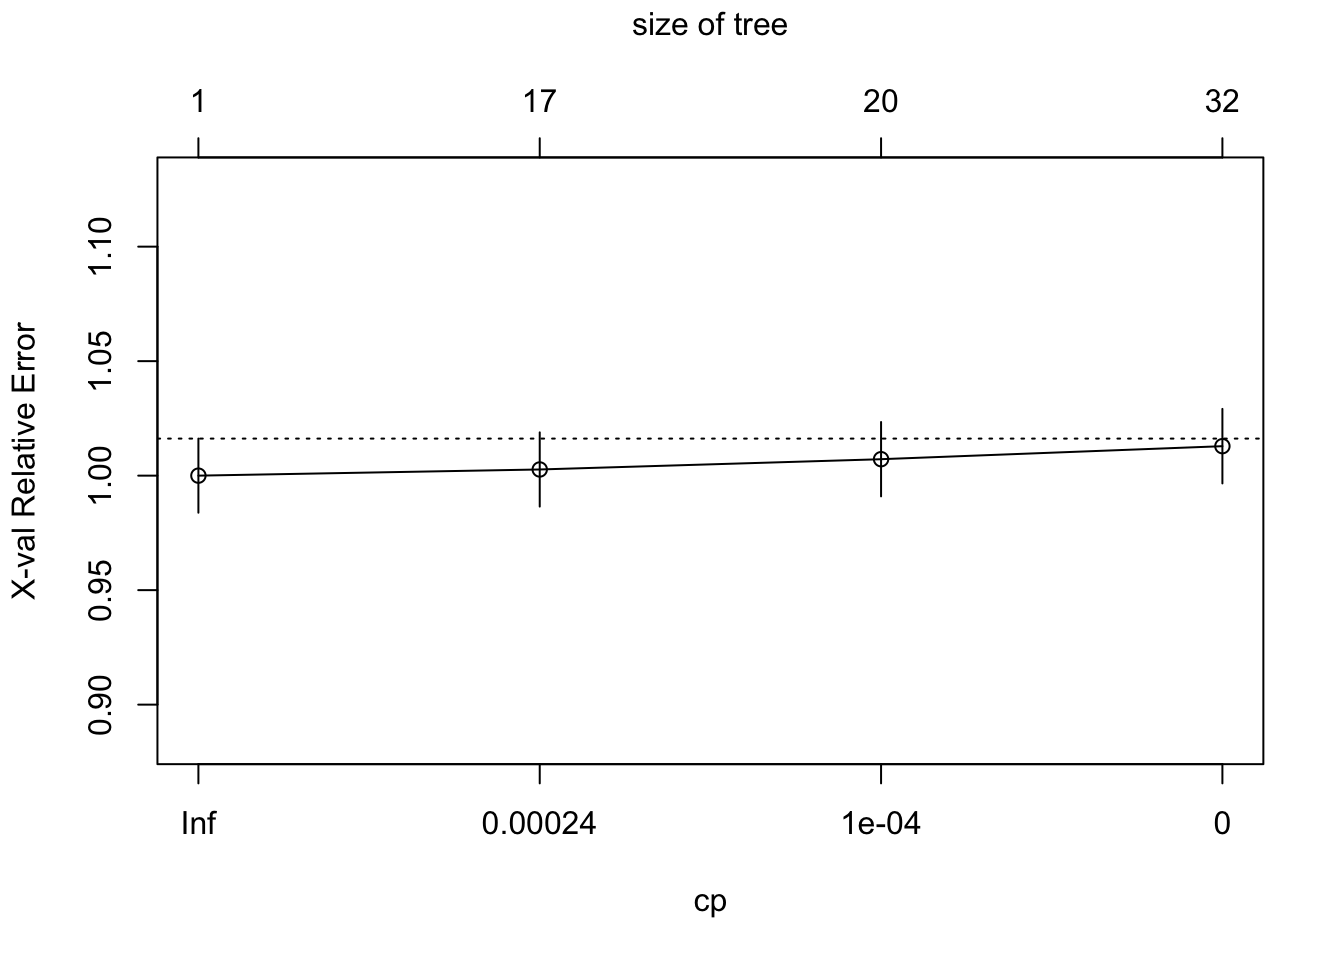 size of tree
1 17 20 32
X-val Relative Error
1.10
1.05
1.00
0.95
0.90
Inf 0.00024 1e-04 0
cp